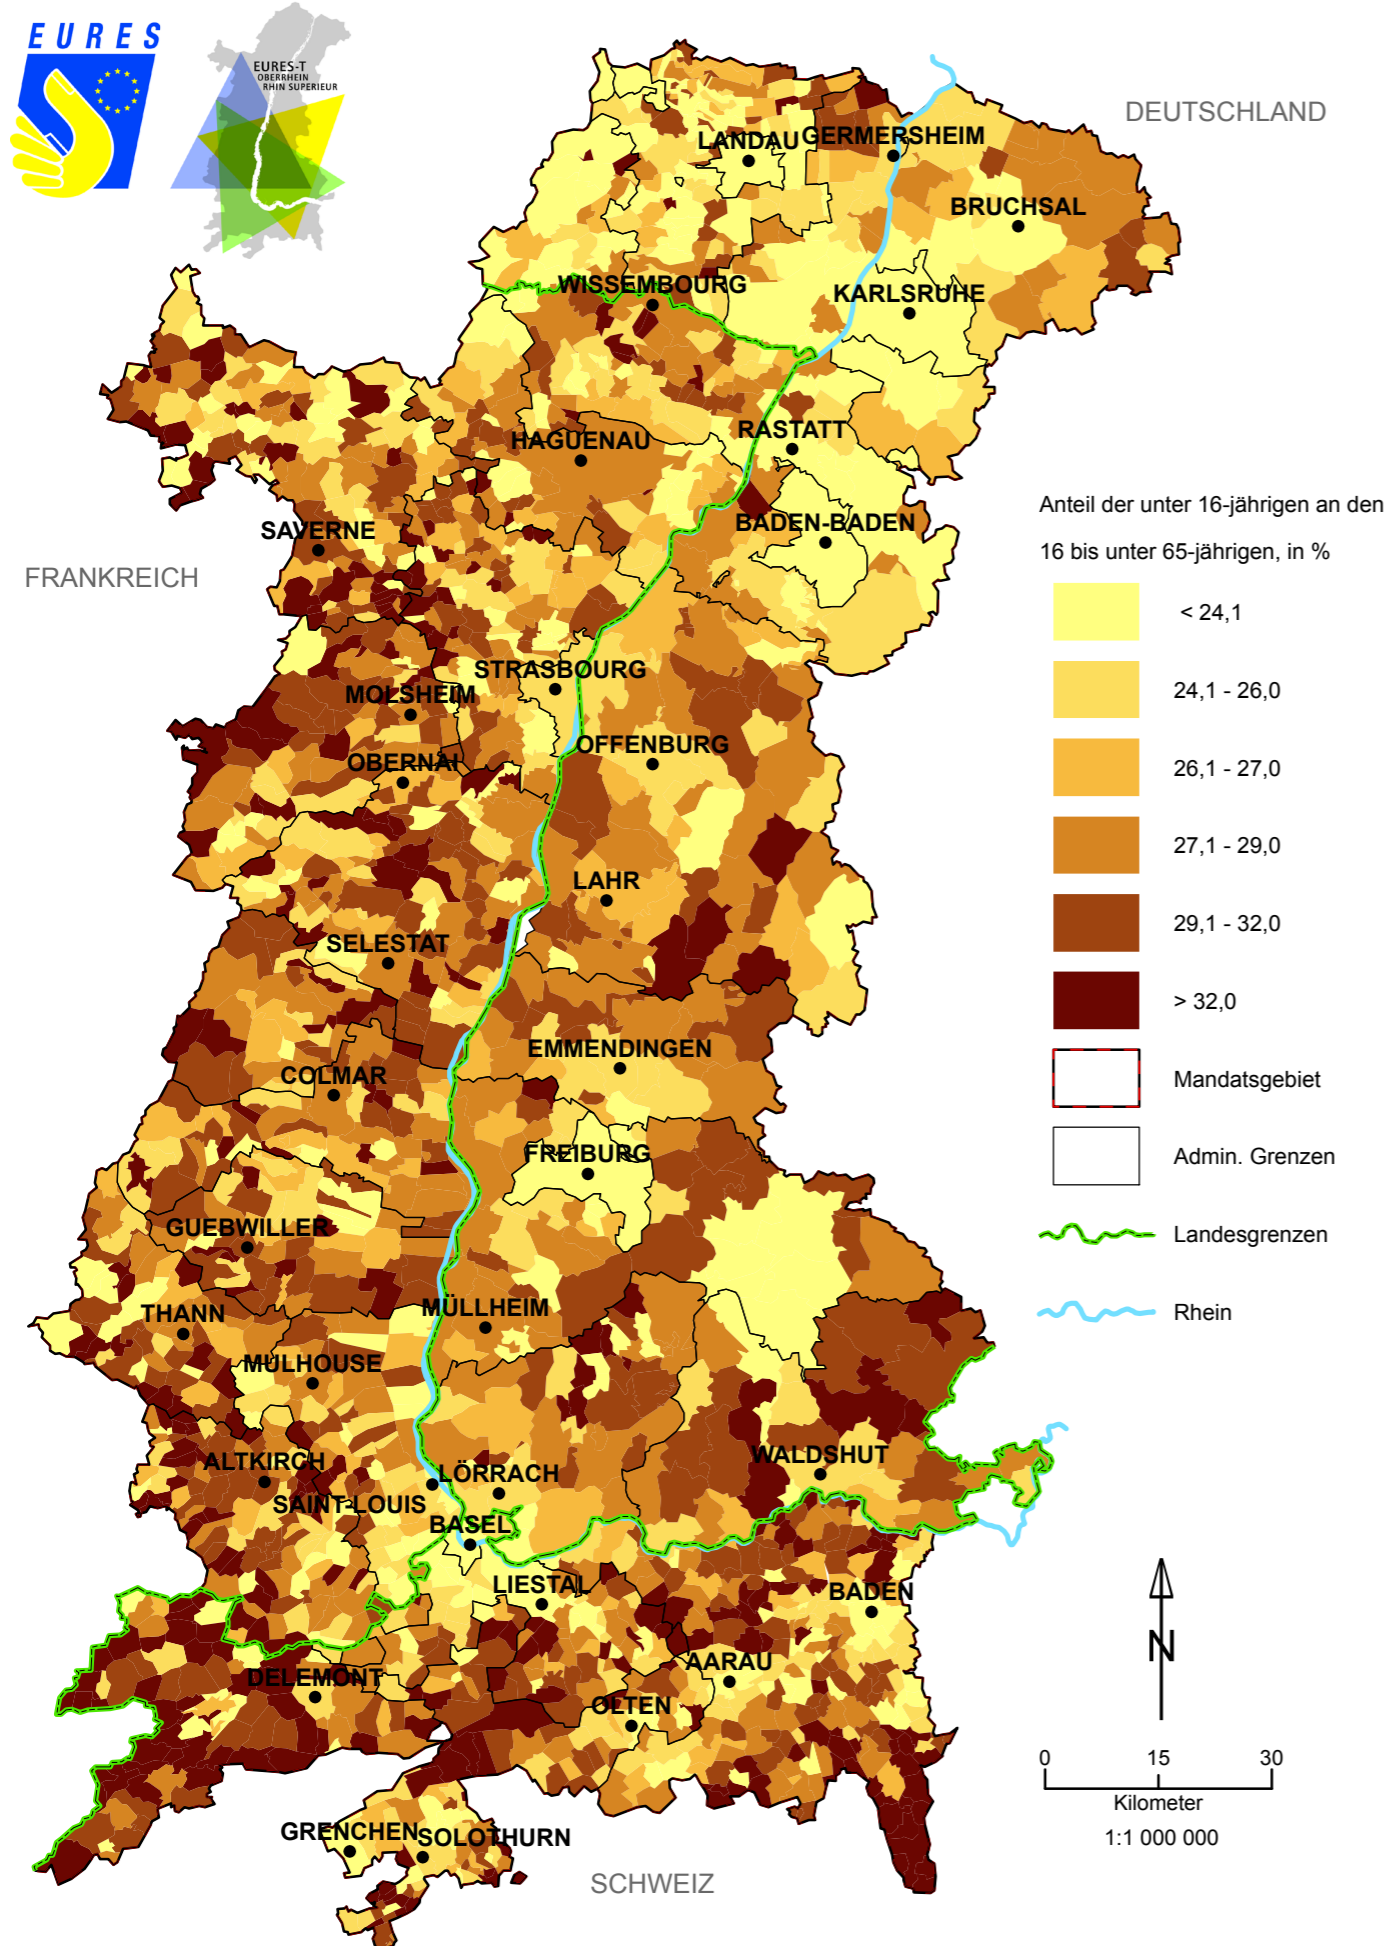 EURES
EURES-T
OBERRHEIN
RHIN SUPERIEUR
DEUTSCHLAND
LANDAU
GERMERSHEIM
BRUCHSAL
WISSEMBOURG
KARLSRUHE
HAGUENAU
RASTATT
SAVERNE
BADEN-BADEN
FRANKREICH
STRASBOURG
MOLSHEIM
OBERNAI
OFFENBURG
LAHR
SELESTAT
EMMENDINGEN
COLMAR
FREIBURG
GUEBWILLER
THANN
MÜLLHEIM
MULHOUSE
ALTKIRCH
LÖRRACH
WALDSHUT
SAINT-LOUIS
BASEL
LIESTAL
BADEN
DELEMONT
AARAU
OLTEN
GRENCHEN
SOLOTHURN
SCHWEIZ
Anteil der unter 16-jährigen an den
16 bis unter 65-jährigen, in %
< 24,1
24,1 - 26,0
26,1 - 27,0
27,1 - 29,0
29,1 - 32,0
> 32,0
Mandatsgebiet
Admin. Grenzen
Landesgrenzen
Rhein
N
0 15 30
Kilometer
1:1 000 000